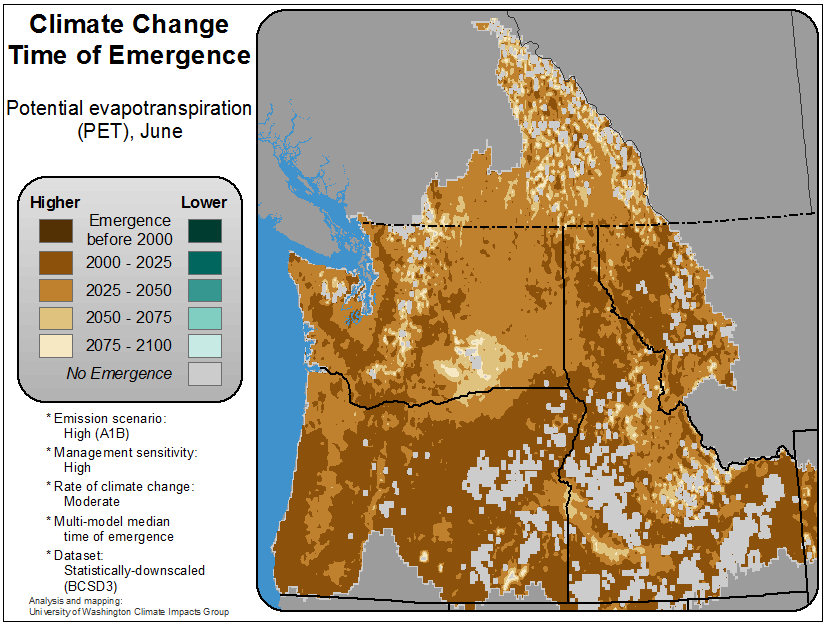 Climate Change
Time of Emergence
Potential evapotranspiration
(PET), June
Higher Lower
Emergence
before 2000
2000 - 2025
2025 - 2050
2050 - 2075
2075 - 2100
No Emergence
* Emission scenario:
High (A1B)
* Management sensitivity:
High
* Rate of climate change:
Moderate
* Multi-model median
time of emergence
* Dataset:
Statistically-downscaled
(BCSD3)
Analysis and mapping:
University of Washington Climate Impacts Group